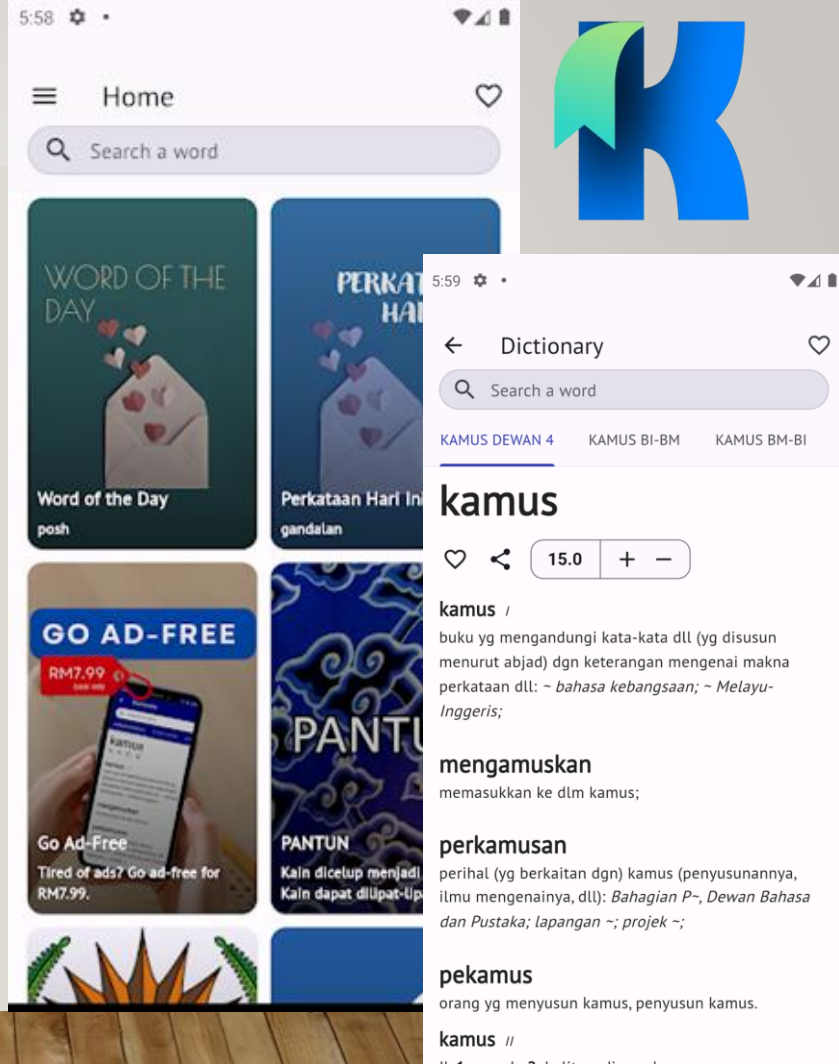 5:58
Home
Search a word
WORD OF THE
DAY
Word of the Day
posh
PERKAT
HAI
Perkataan Hari Ini
gandalan
GO AD-FREE
RM7.99
kamus
Go Ad-Free
Tired of ads? Go ad-free for
RM7.99.
PANTU
PANTUN
Kain dicelup menjadi
Kain dapat dilipat-lip
K
5:59
Dictionary
Search a word
KAMUS DEWAN 4 KAMUS BI-BM KAMUS BM-BI
kamus
15.0 + −
kamus I
buku yg mengandungi kata-kata dll (yg disusun
menurut abjad) dgn keterangan mengenai makna
perkataan dll: ~ bahasa kebangsaan; ~ Melayu-
Inggeris;
mengamuskan
memasukkan ke dlm kamus;
perkamusan
perihal (yg berkaitan dgn) kamus (penyusunannya,
ilmu mengenainya, dll): Bahagian P~, Dewan Bahasa
dan Pustaka; lapangan ~; projek ~;
pekamus
orang yg menyusun kamus, penyusun kamus.
kamus II